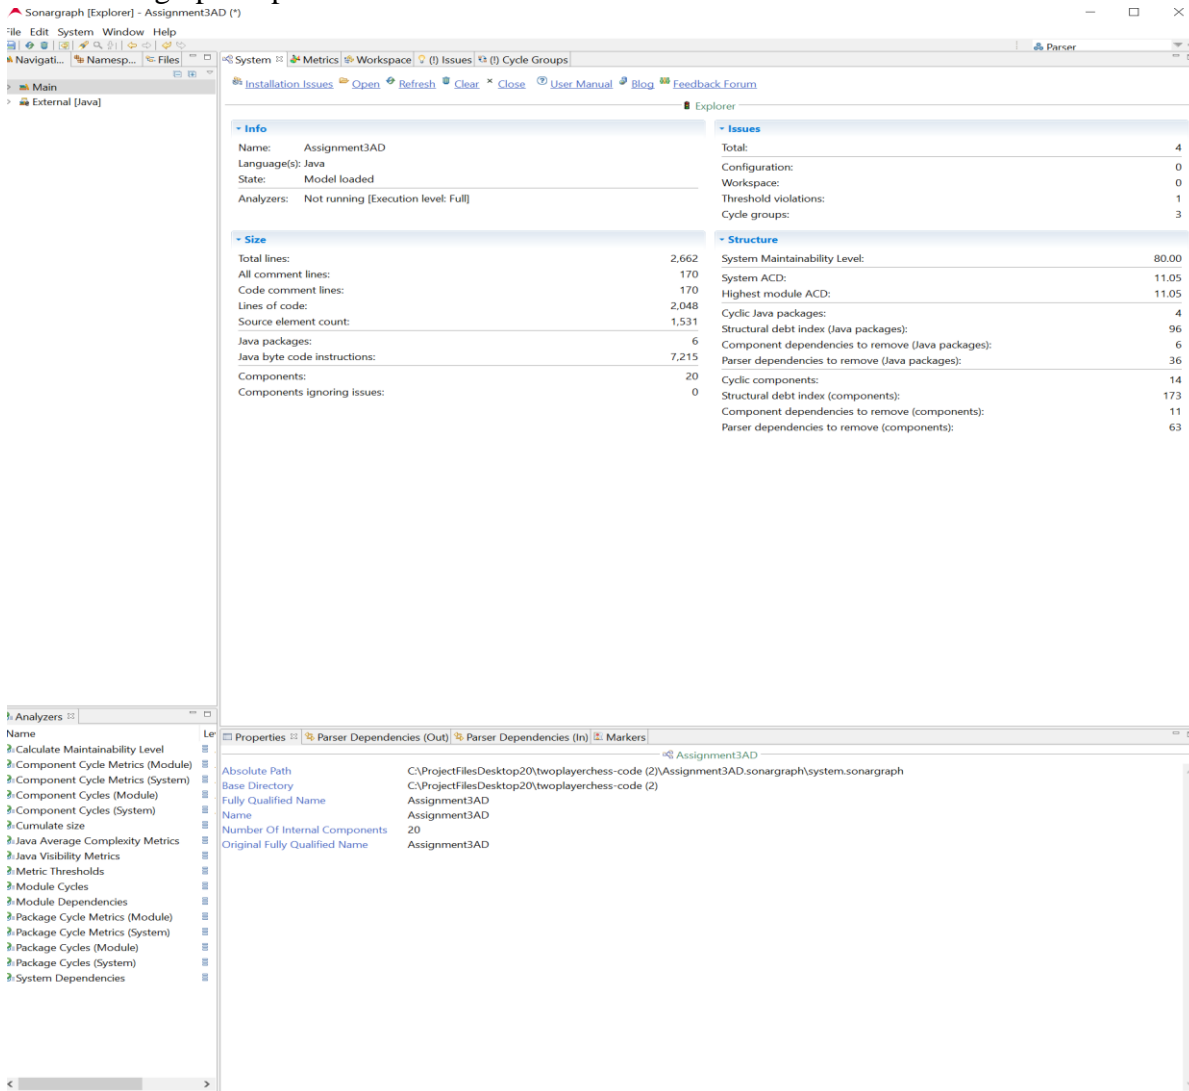 Sonargraph [Explorer] - Assignment3AD (*)
File Edit System Window Help
Parser
Navigati... Namesp... Files
System Metrics Workspace (!) Issues (!) Cycle Groups
Main
External [Java]
Installation Issues Open Refresh Clear Close User Manual Blog Feedback Forum
Explorer
Info
Name: Assignment3AD
Language(s): Java
State: Model loaded
Analyzers: Not running [Execution level: Full]
Issues
Total: 4
Configuration: 0
Workspace: 0
Threshold violations: 1
Cycle groups: 3
Size
Total lines: 2,662
All comment lines: 170
Code comment lines: 170
Lines of code: 2,048
Source element count: 1,531
Java packages: 6
Java byte code instructions: 7,215
Components: 20
Components ignoring issues: 0
Structure
System Maintainability Level: 80.00
System ACD: 11.05
Highest module ACD: 11.05
Cyclic Java packages: 4
Structural debt index (Java packages): 96
Component dependencies to remove (Java packages): 6
Parser dependencies to remove (Java packages): 36
Cyclic components: 14
Structural debt index (components): 173
Component dependencies to remove (components): 11
Parser dependencies to remove (components): 63
Analyzers
Name Le
Calculate Maintainability Level
Component Cycle Metrics (Module)
Component Cycle Metrics (System)
Component Cycles (Module)
Component Cycles (System)
Cumulate size
Java Average Complexity Metrics
Java Visibility Metrics
Metric Thresholds
Module Cycles
Module Dependencies
Package Cycle Metrics (Module)
Package Cycle Metrics (System)
Package Cycles (Module)
Package Cycles (System)
System Dependencies
Properties Parser Dependencies (Out) Parser Dependencies (In) Markers
Assignment3AD
Absolute Path C:\ProjectFilesDesktop20\twoplayerchess-code (2)\Assignment3AD.sonargraph\system.sonargraph
Base Directory C:\ProjectFilesDesktop20\twoplayerchess-code (2)
Fully Qualified Name Assignment3AD
Name Assignment3AD
Number Of Internal Components 20
Original Fully Qualified Name Assignment3AD